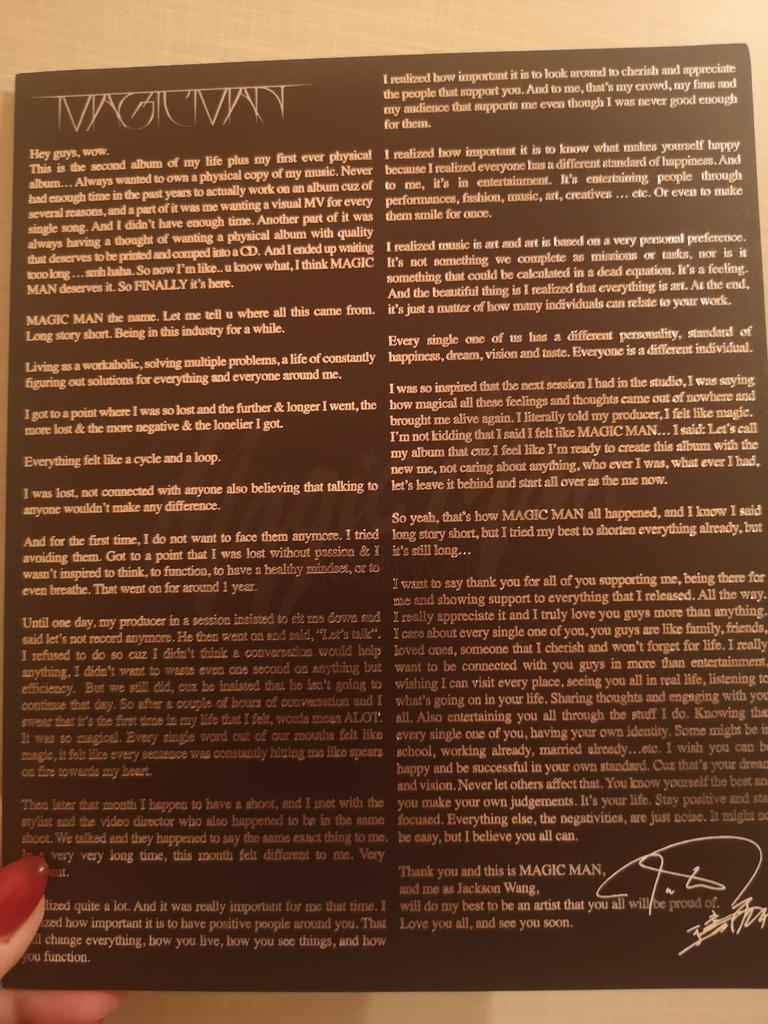 MAGICMAN
Hey guys, wow.
This is the second album of my life plus my first ever physical
album... Always wanted to own a physical copy of my music. Never
had enough time in the past years to actually work on an album cuz of
several reasons, and a part of it was me wanting a visual MV for every
single song. And I didn't have enough time. Another part of it was
always having a thought of wanting a physical album with quality
that deserves to be printed and comped into a CD. And I ended up waiting
tooo long... smh haha. So now I'm like.. u know what, I think MAGIC
MAN deserves it. So FINALLY it's here.
MAGIC MAN the name. Let me tell u where all this came from.
Long story short. Being in this industry for a while.
Living as a workaholic, solving multiple problems, a life of constantly
figuring out solutions for everything and everyone around me.
I got to a point where I was so lost and the further & longer I went, the
more lost & the more negative & the lonelier I got.
Everything felt like a cycle and a loop.
I was lost, not connected with anyone also believing that talking to
anyone wouldn't make any difference.
And for the first time, I do not want to face them anymore. I tried
avoiding them. Got to a point that I was lost without passion & I
wasn't inspired to think, to function, to have a healthy mindset, or to
even breathe. That went on for around 1 year.
Until one day, my producer in a session insisted to sit me down and
said let's not record anymore. He then went on and said, "Let's talk".
I refused to do so cuz I didn't think a conversation would help
anything, I didn't want to waste even one second on anything but
efficiency. But we still did, cuz he insisted that he isn't going to
continue that day. So after a couple of hours of conversation and I
swear that it's the first time in my life that I felt, words mean ALOT.
It was so magical. Every single word out of our mouths felt like
magic, it felt like every sentence was constantly hitting me like spears
on fire towards my heart.
Then later that month I happen to have a shoot, and I met with the
stylist and the video director who also happened to be in the same
shoot. We talked and they happened to say the same exact thing to me.
very very long time, this month felt different to me. Very
lized quite a lot. And it was really important for me that time. I
ized how important it is to have positive people around you. That
change everything, how you live, how you see things, and how
you function.
I realized how important it is to look around to cherish and appreciate
the people that support you. And to me, that's my crowd, my fans and
my audience that supports me even though I was never good enough
for them.
I realized how important it is to know what makes yourself happy
because I realized everyone has a different standard of happiness. And
to me, it's in entertainment. It's entertaining people through
performances, fashion, music, art, creatives ... etc. Or even to make
them smile for once.
I realized music is art and art is based on a very personal preference.
It's not something we complete as missions or tasks, nor is it
something that could be calculated in a dead equation. It's a feeling.
And the beautiful thing is I realized that everything is art. At the end,
it's just a matter of how many individuals can relate to your work.
Every single one of us has a different personality, standard of
happiness, dream, vision and taste. Everyone is a different individual.
I was so inspired that the next session I had in the studio, I was saying
how magical all these feelings and thoughts came out of nowhere and
brought me alive again. I literally told my producer, I felt like magic.
I'm not kidding that I said I felt like MAGIC MAN... I said: Let's call
my album that cuz I feel like I'm ready to create this album with the
new me, not caring about anything, who ever I was, what ever I had,
let's leave it behind and start all over as the me now.
So yeah, that's how MAGIC MAN all happened, and I know I said
long story short, but I tried my best to shorten everything already, but
it's still long...
I want to say thank you for all of you supporting me, being there for
me and showing support to everything that I released. All the way.
I really appreciate it and I truly love you guys more than anything.
I care about every single one of you, you guys are like family, friends,
loved ones, someone that I cherish and won't forget for life. I really
want to be connected with you guys in more than entertainment,
wishing I can visit every place, seeing you all in real life, listening to
what's going on in your life. Sharing thoughts and engaging with you
all. Also entertaining you all through the stuff I do. Knowing tha
every single one of you, having your own identity. Some might be in
school, working already, married already...etc. I wish you can b
happy and be successful in your own standard. Cuz that's your dream
and vision. Never let others affect that. You know yourself the best an
you make your own judgements. It's your life. Stay positive and sta
focused. Everything else, the negativities, are just noise. It might no
be easy, but I believe you all can.
Thank you and this is MAGIC MAN,
and me as Jackson Wang,
will do my best to be an artist that you all will be proud of.
Love you all, and see you soon.